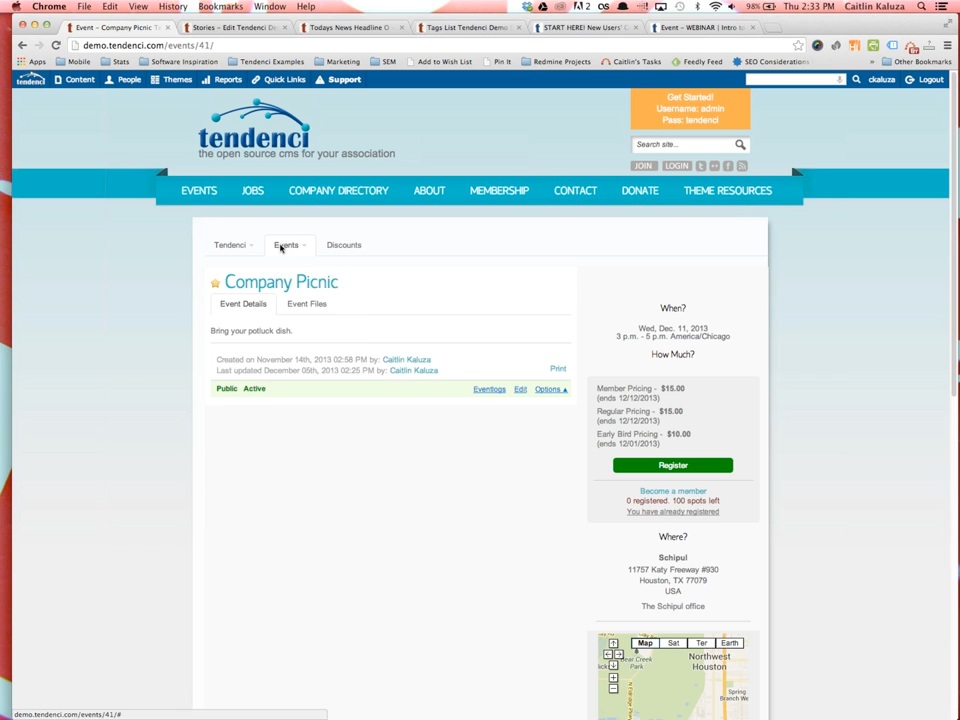 Chrome File Edit View History Bookmarks Window Help 2 98% Thu 2:33 PM Caitlin Kaluza
Event – Company Picnic Te Stories – Edit Tendenci De Todays News Headline O Tags List Tendenci Demo START HERE! New Users' C Event – WEBINAR | Intro to
demo.tendenci.com/events/41/
Apps Mobile Stats Software Inspiration Tendenci Examples Marketing SEM Add to Wish List Pin It Redmine Projects Caitlin's Tasks Feedly Feed SEO Considerations » Other Bookmarks
tendenci Content People Themes Reports Quick Links Support ckaluza Logout
Get Started!
Username: admin
Pass: tendenci
tendenci
the open source cms for your association
Search site...
JOIN LOGIN
EVENTS JOBS COMPANY DIRECTORY ABOUT MEMBERSHIP CONTACT DONATE THEME RESOURCES
Tendenci Events Discounts
Company Picnic
Event Details Event Files
Bring your potluck dish.
Created on November 14th, 2013 02:58 PM by: Caitlin Kaluza
Last updated December 05th, 2013 02:25 PM by: Caitlin Kaluza
Print
Public Active Eventlogs Edit Options ▲
When?
Wed, Dec. 11, 2013
3 p.m. - 5 p.m. America/Chicago
How Much?
Member Pricing - $15.00
(ends 12/12/2013)
Regular Pricing - $15.00
(ends 12/12/2013)
Early Bird Pricing - $10.00
(ends 12/01/2013)
Register
Become a member
0 registered. 100 spots left
You have already registered
Where?
Schipul
11757 Katy Freeway #930
Houston, TX 77079
USA
The Schipul office
Map Sat Ter Earth
Bear Creek
Park
Northwest
Houston
Spring
Branch
demo.tendenci.com/events/41/#